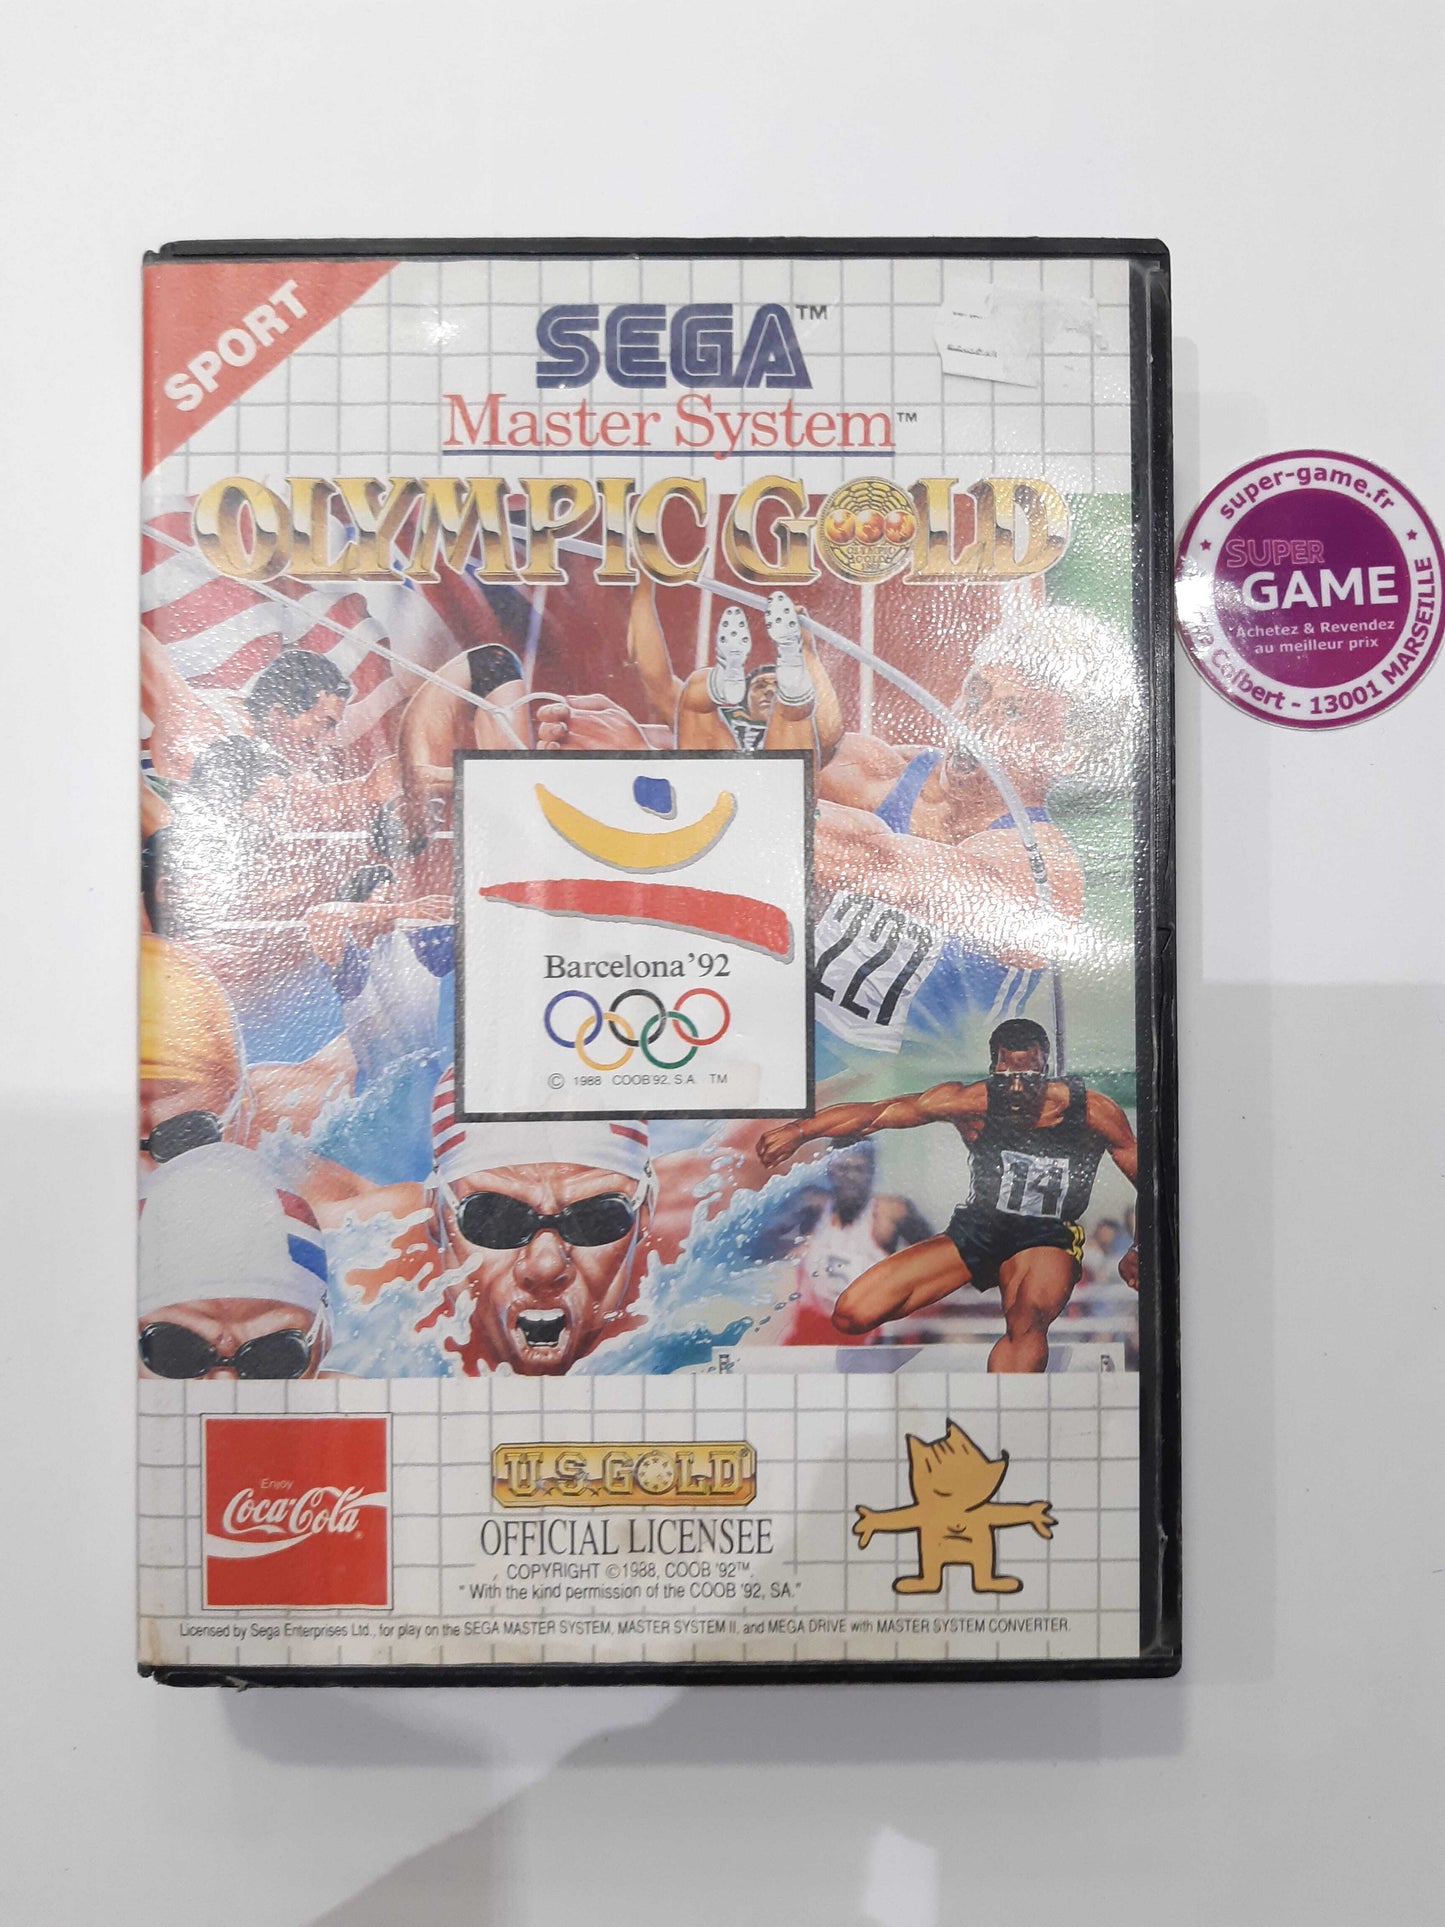 SPORT
SEGA™
Master System™
OLYMPIC GOLD
OLYMPIC
GOLD
17
227
Barcelona '92
© 1988 COOB'92, S.A. TM
14
Enjoy
Coca-Cola
U.S. GOLD
OFFICIAL LICENSEE
COPYRIGHT ©1988, COOB '92™.
"With the kind permission of the COOB '92, SA."
Licensed by Sega Enterprises Ltd., for play on the SEGA MASTER SYSTEM, MASTER SYSTEM II, and MEGA DRIVE with MASTER SYSTEM CONVERTER.
super-game.fr
SUPER
GAME
Achetez & Revendez
au meilleur prix
Colbert - 13001 MARSEILLE